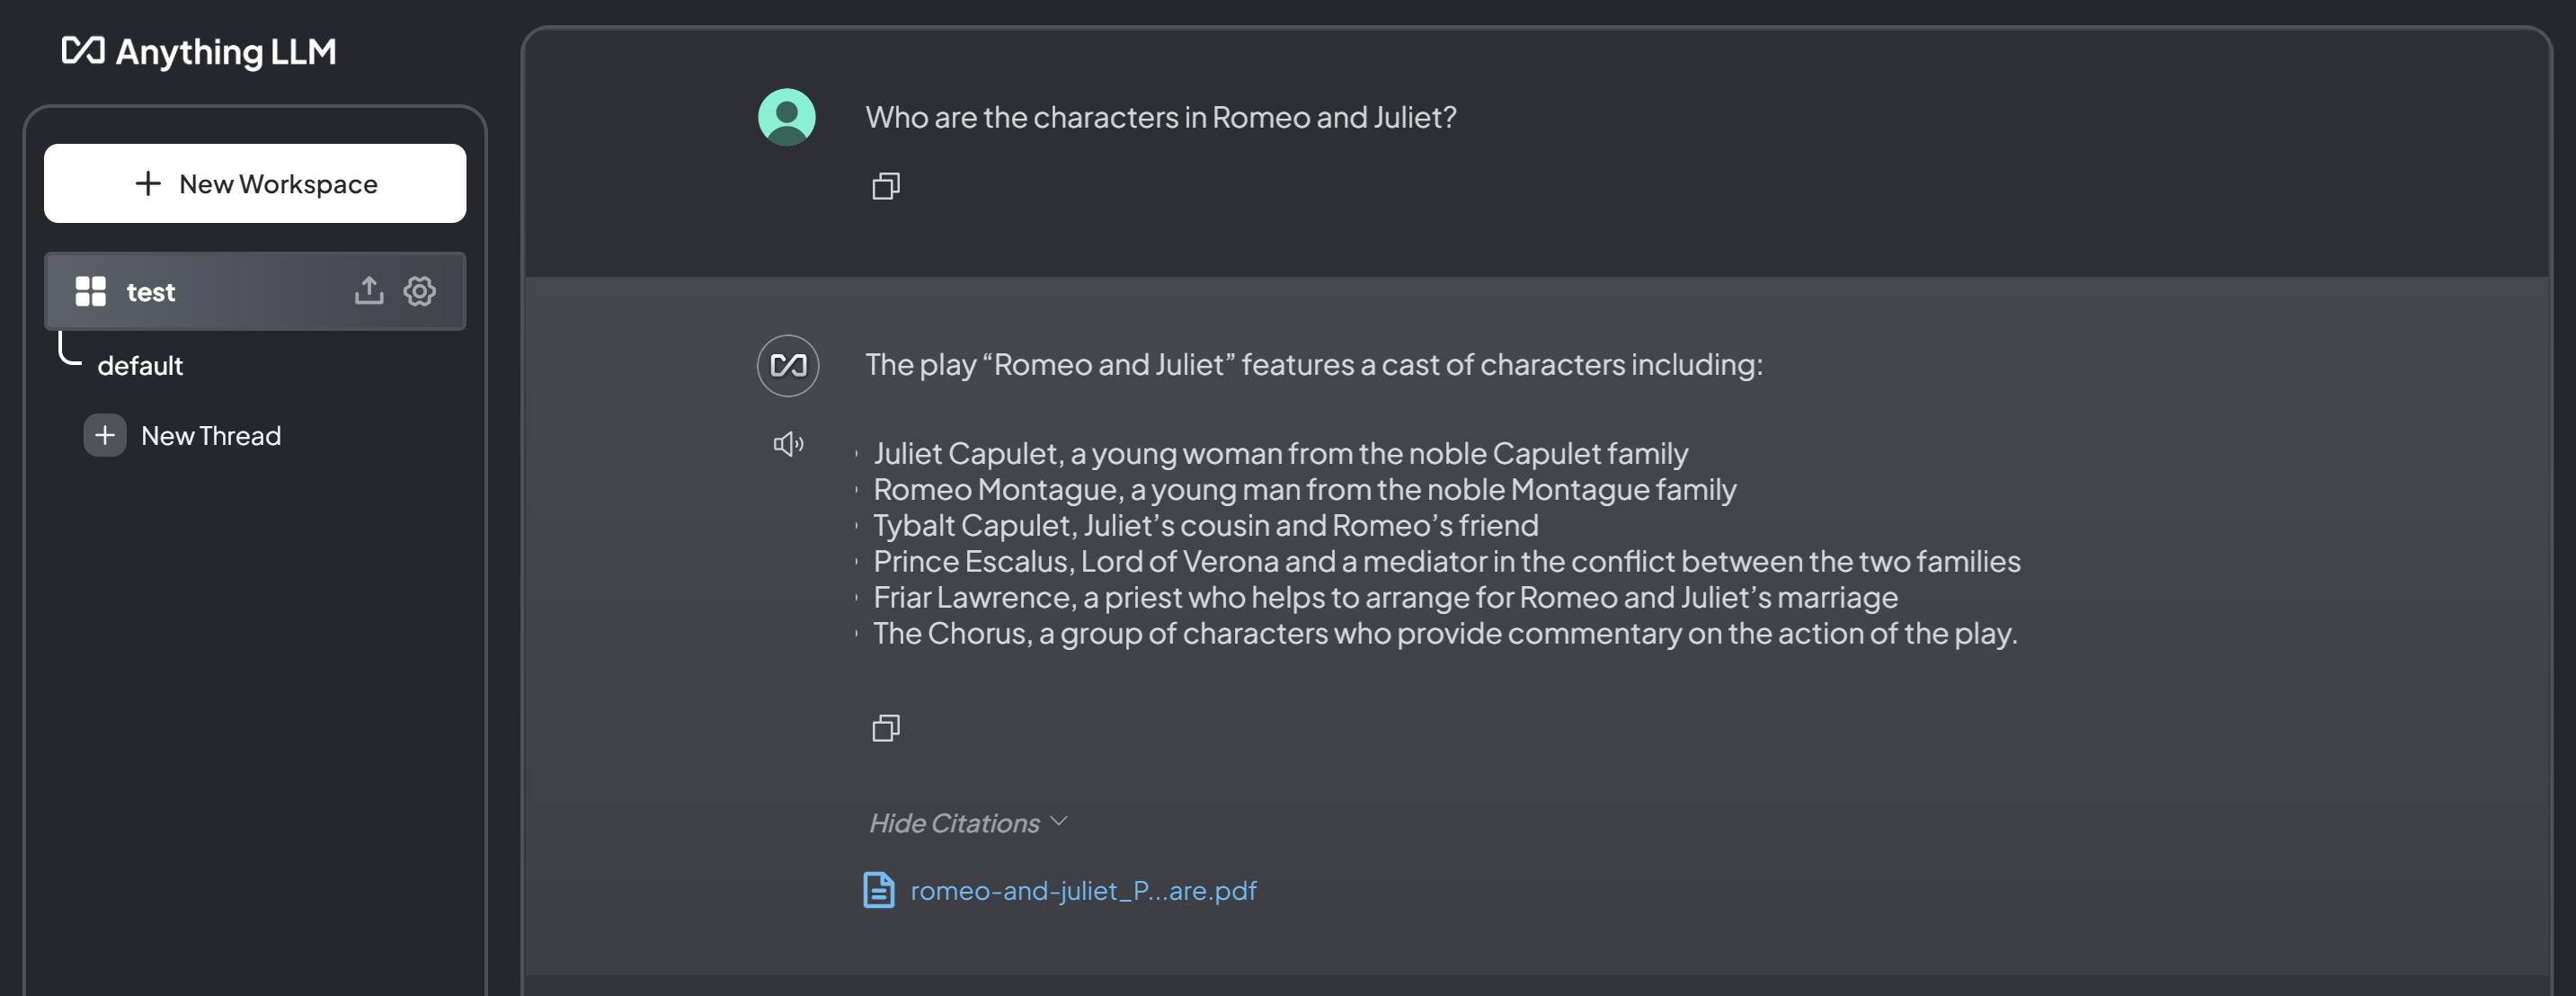 Anything LLM
New Workspace
test
default
New Thread
Who are the characters in Romeo and Juliet?
The play “Romeo and Juliet” features a cast of characters including:
Juliet Capulet, a young woman from the noble Capulet family
Romeo Montague, a young man from the noble Montague family
Tybalt Capulet, Juliet’s cousin and Romeo’s friend
Prince Escalus, Lord of Verona and a mediator in the conflict between the two families
Friar Lawrence, a priest who helps to arrange for Romeo and Juliet’s marriage
The Chorus, a group of characters who provide commentary on the action of the play.
Hide Citations
romeo-and-juliet_P...are.pdf